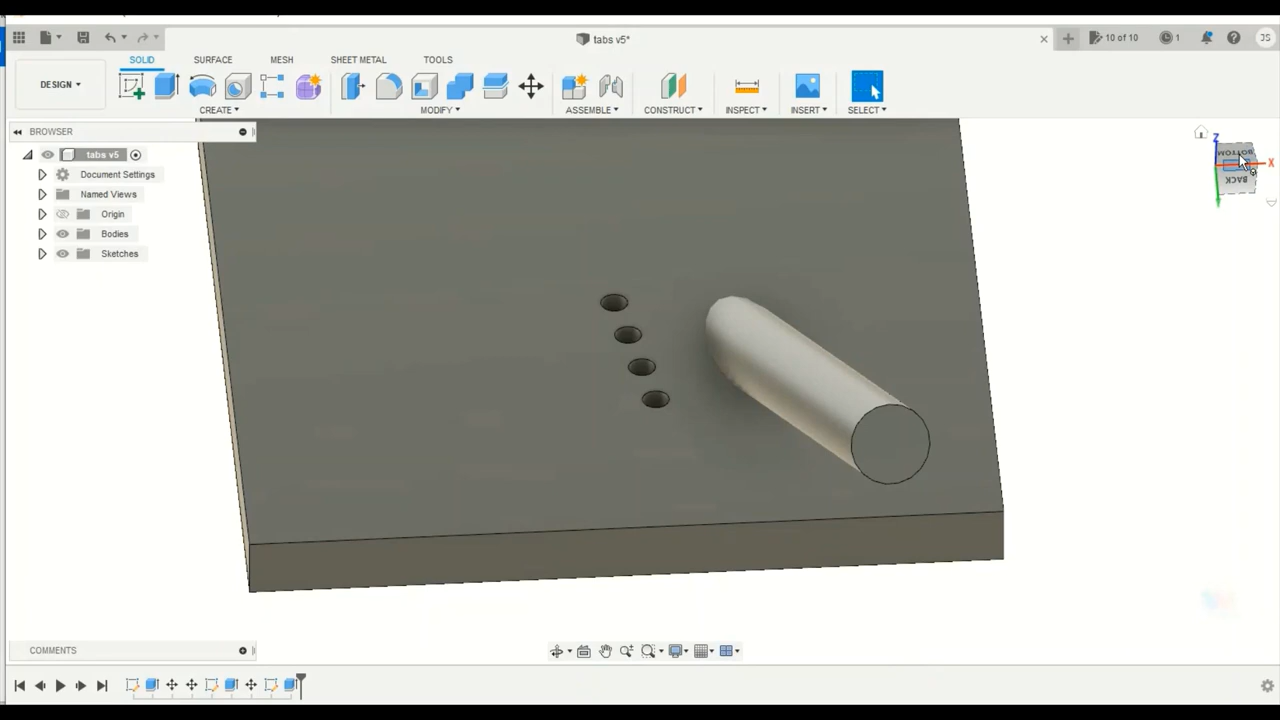 tabs v5*
10 of 10
1
JS
DESIGN
SOLID
SURFACE
MESH
SHEET METAL
TOOLS
CREATE
MODIFY
ASSEMBLE
CONSTRUCT
INSPECT
INSERT
SELECT
BROWSER
tabs v5
Document Settings
Named Views
Origin
Bodies
Sketches
Z
BOTTOM
X
BACK
COMMENTS